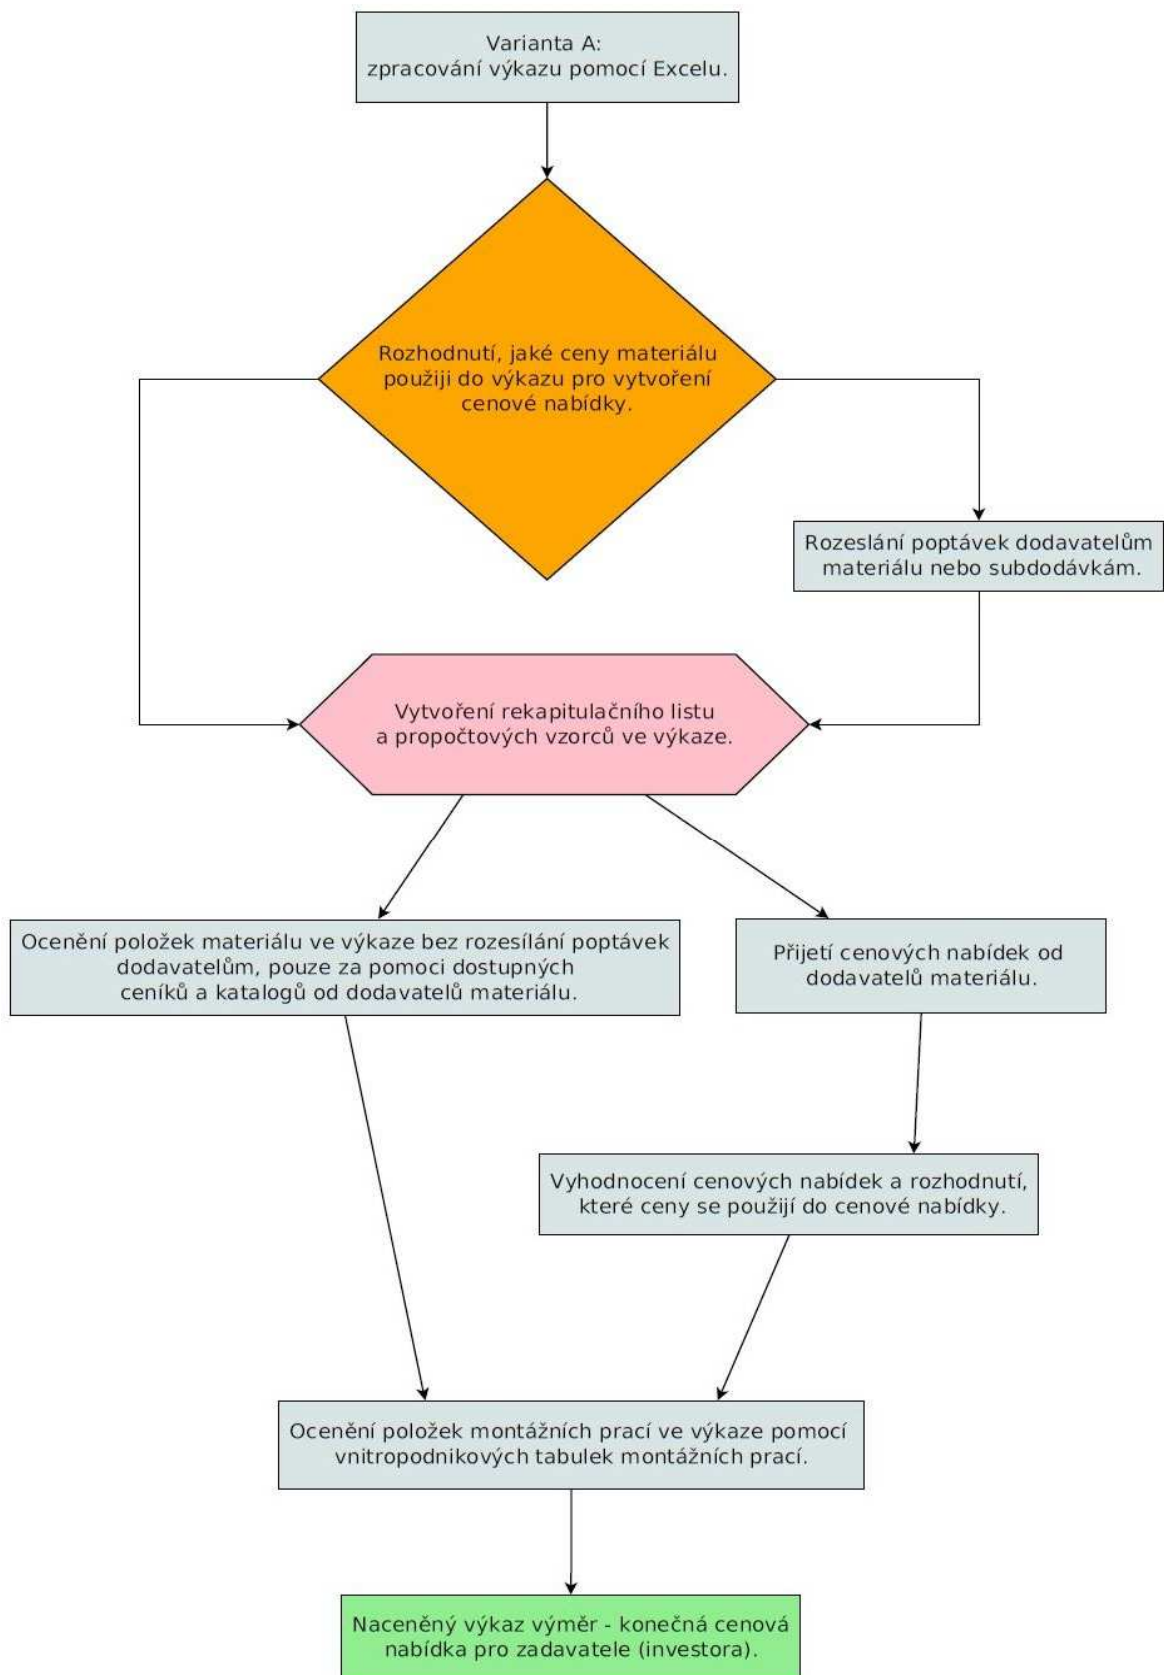 Varianta A:
zpracování výkazu pomocí Excelu.
Rozhodnutí, jaké ceny materiálu
použiji do výkazu pro vytvoření
cenové nabídky.
Rozeslání poptávek dodavatelům
materiálu nebo subdodávkám.
Vytvoření rekapitulačního listu
a propočtových vzorců ve výkaze.
Ocenění položek materiálu ve výkaze bez rozesílání poptávek
dodavatelům, pouze za pomoci dostupných
ceníků a katalogů od dodavatelů materiálu.
Přijetí cenových nabídek od
dodavatelů materiálu.
Vyhodnocení cenových nabídek a rozhodnutí,
které ceny se použijí do cenové nabídky.
Ocenění položek montážních prací ve výkaze pomocí
vnitropodnikových tabulek montážních prací.
Naceněný výkaz výměr - konečná cenová
nabídka pro zadavatele (investora).